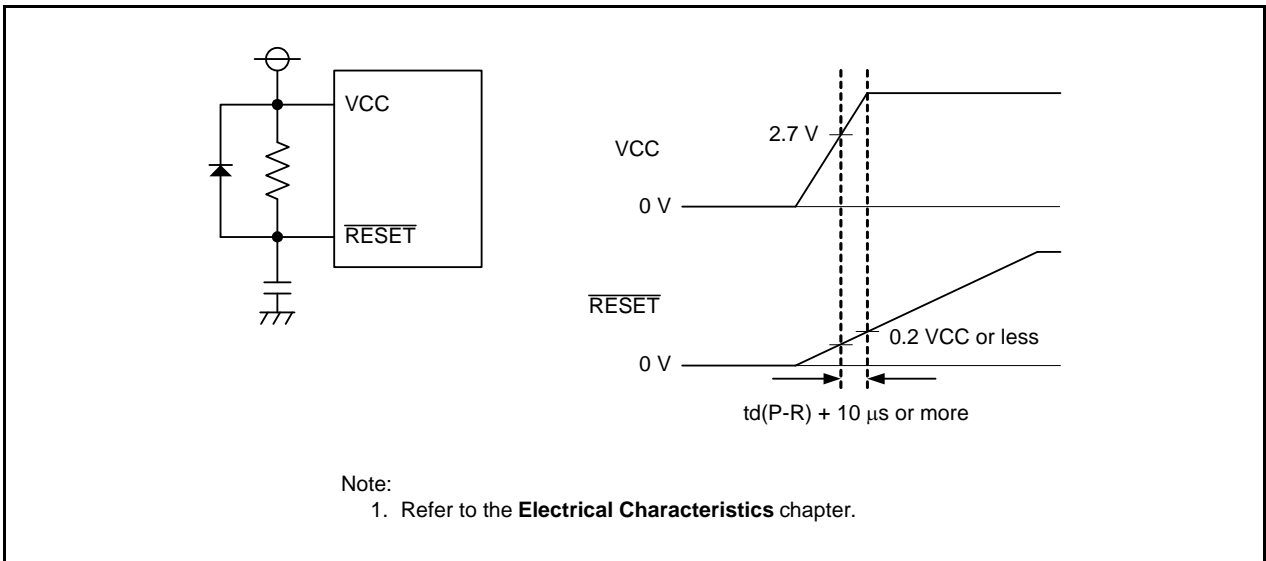 VCC
RESET
VCC
2.7 V
0 V
RESET
0.2 VCC or less
0 V
td(P-R) + 10 μs or more
Note:
1. Refer to the Electrical Characteristics chapter.